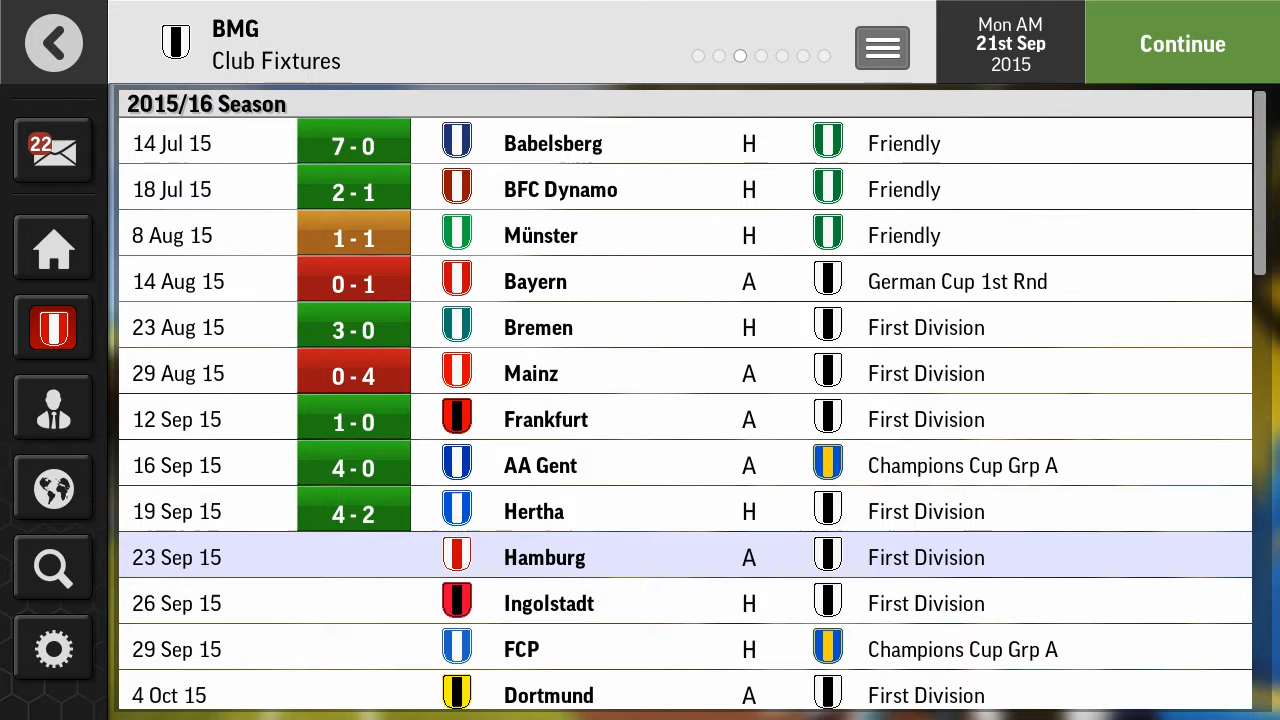 BMG
Club Fixtures
Mon AM
21st Sep
2015
Continue
22
2015/16 Season
14 Jul 15 7 - 0 Babelsberg H Friendly
18 Jul 15 2 - 1 BFC Dynamo H Friendly
8 Aug 15 1 - 1 Münster H Friendly
14 Aug 15 0 - 1 Bayern A German Cup 1st Rnd
23 Aug 15 3 - 0 Bremen H First Division
29 Aug 15 0 - 4 Mainz A First Division
12 Sep 15 1 - 0 Frankfurt A First Division
16 Sep 15 4 - 0 AA Gent A Champions Cup Grp A
19 Sep 15 4 - 2 Hertha H First Division
23 Sep 15 Hamburg A First Division
26 Sep 15 Ingolstadt H First Division
29 Sep 15 FCP H Champions Cup Grp A
4 Oct 15 Dortmund A First Division